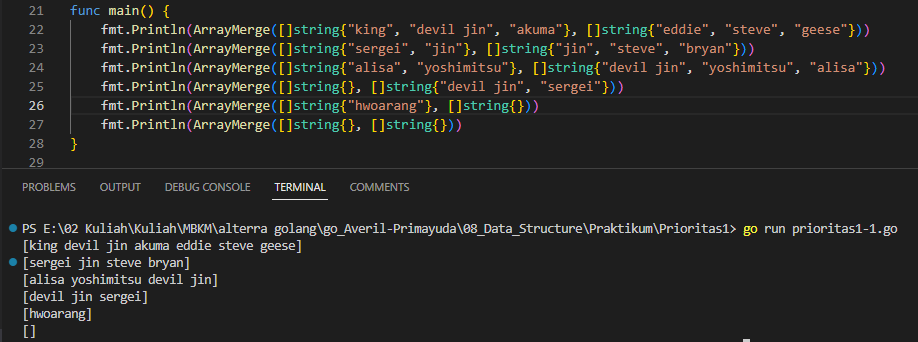 21 func main() {
22 fmt.Println(ArrayMerge([]string{"king", "devil jin", "akuma"}, []string{"eddie", "steve", "geese"}))
23 fmt.Println(ArrayMerge([]string{"sergei", "jin"}, []string{"jin", "steve", "bryan"}))
24 fmt.Println(ArrayMerge([]string{"alisa", "yoshimitsu"}, []string{"devil jin", "yoshimitsu", "alisa"}))
25 fmt.Println(ArrayMerge([]string{}, []string{"devil jin", "sergei"}))
26 fmt.Println(ArrayMerge([]string{"hwoarang"}, []string{}))
27 fmt.Println(ArrayMerge([]string{}, []string{}))
28 }
29
PROBLEMS OUTPUT DEBUG CONSOLE TERMINAL COMMENTS
PS E:\02 Kuliah\Kuliah\MBKM\alterra golang\go_Averil-Primayuda\08_Data_Structure\Praktikum\Prioritas1> go run prioritas1-1.go
[king devil jin akuma eddie steve geese]
[sergei jin steve bryan]
[alisa yoshimitsu devil jin]
[devil jin sergei]
[hwoarang]
[]